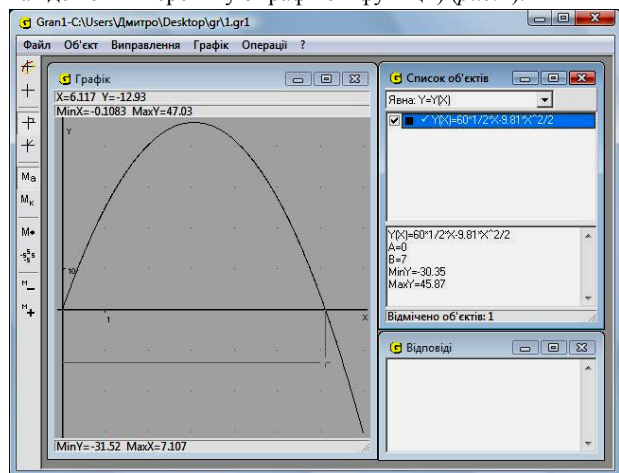 Gran1-C:\Users\Дмитро\Desktop\gr\1.gr1
Файл Об'єкт Виправлення Графік Операції ?
Графік
X=6.117 Y=-12.93
MinX=-0.1083 MaxY=47.03
Y
10
1
X
MinY=-31.52 MaxX=7.107
Список об'єктів
Явна: Y=Y(X)
Y(X)=60*1/2*X-9.81*X^2/2
Y(X)=60*1/2*X-9.81*X^2/2
A=0
B=7
MinY=-30.35
MaxY=45.87
Відмічено об'єктів: 1
Відповіді
Ma
Mк
M
M
M